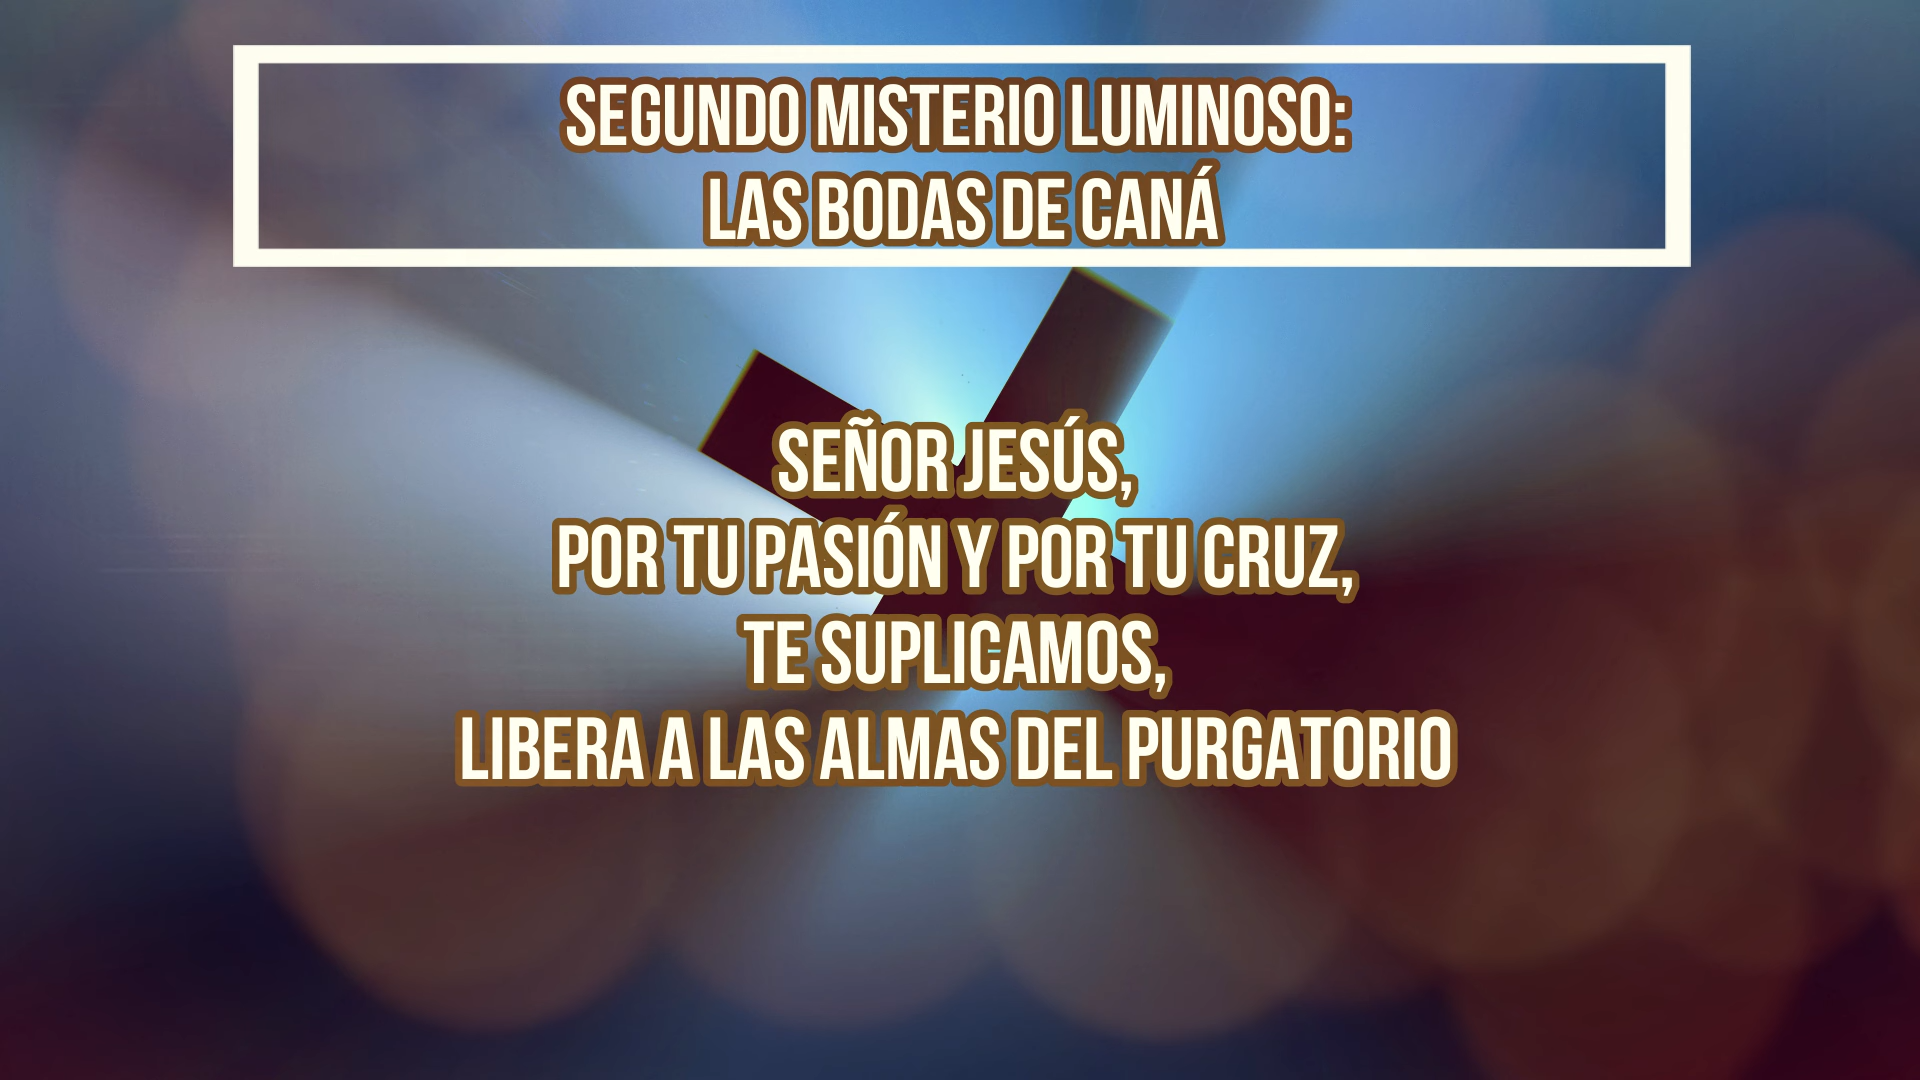 SEGUNDO MISTERIO LUMINOSO:
LAS BODAS DE CANÁ
SEÑOR JESÚS,
POR TU PASIÓN Y POR TU CRUZ,
TE SUPLICAMOS,
LIBERA A LAS ALMAS DEL PURGATORIO